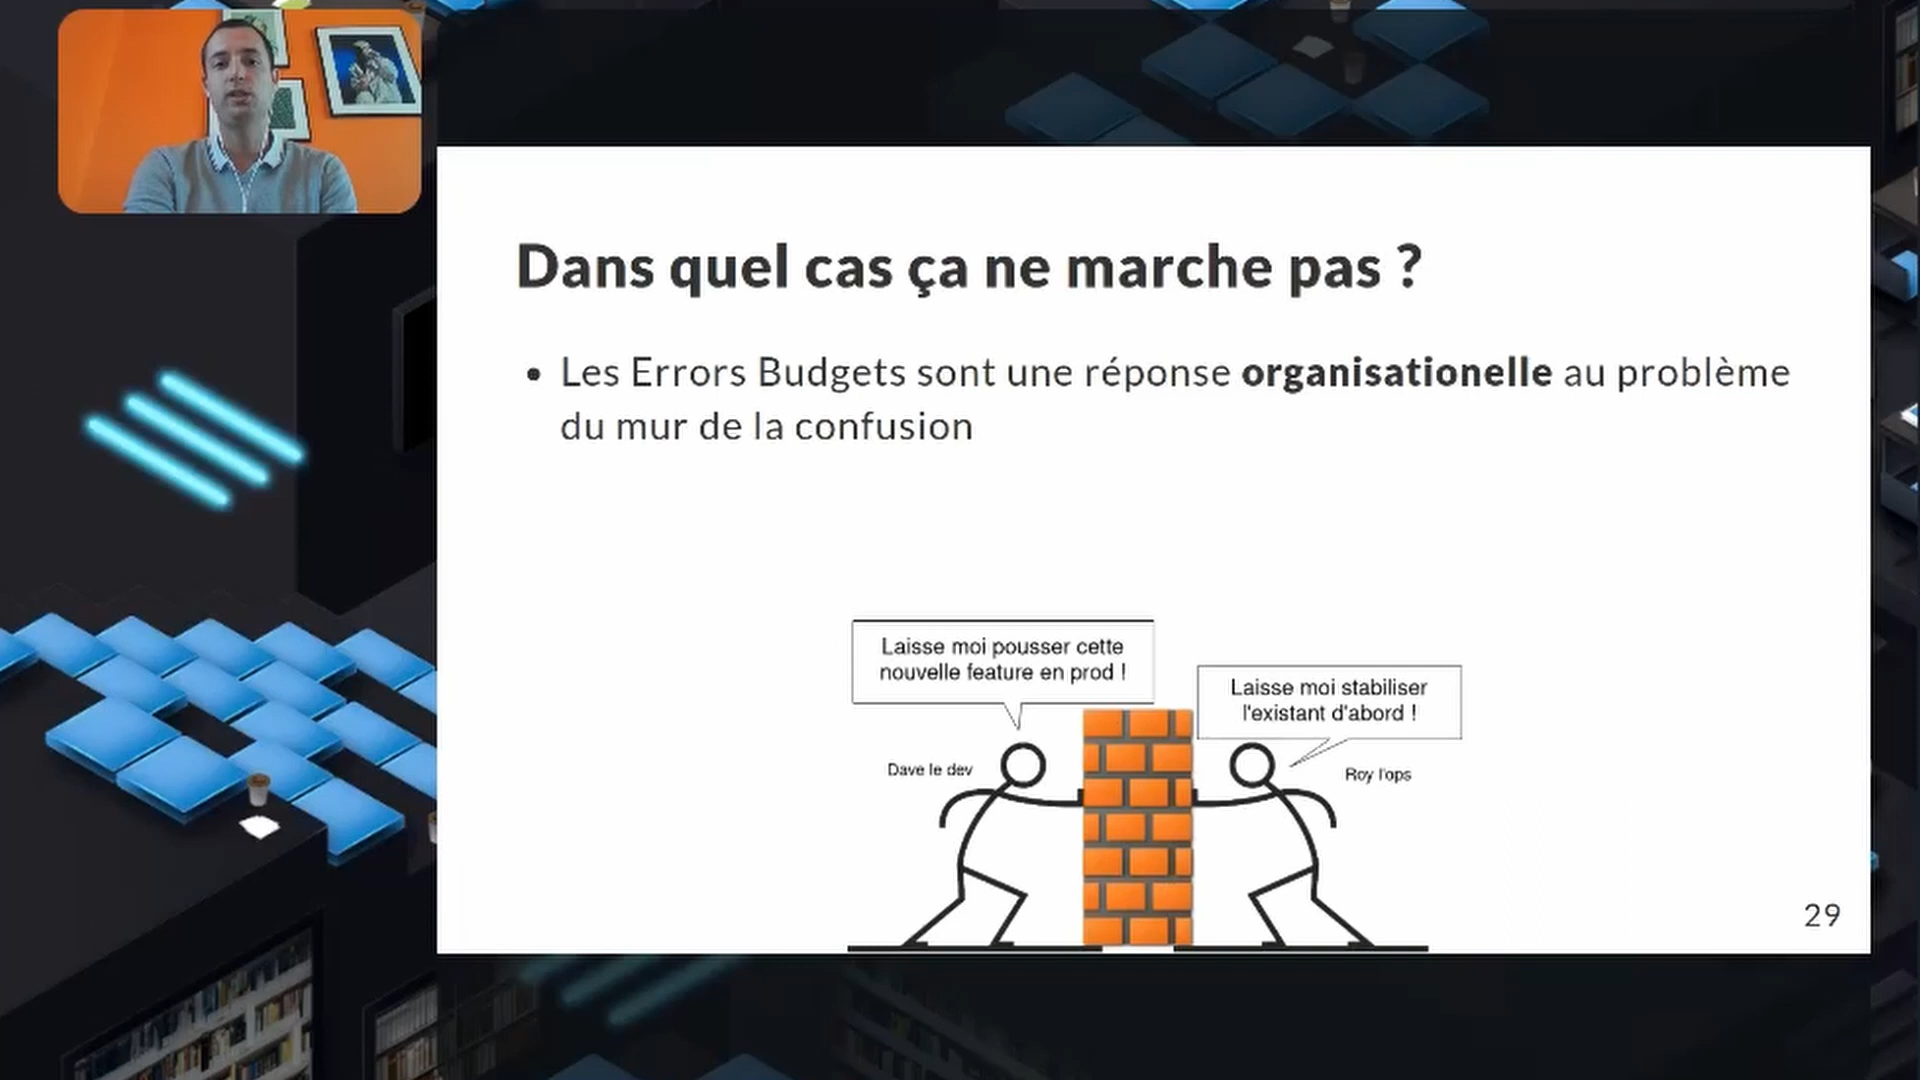 Dans quel cas ça ne marche pas ?
• Les Errors Budgets sont une réponse organisationelle au problème
du mur de la confusion
Laisse moi pousser cette
nouvelle feature en prod !
Laisse moi stabiliser
l'existant d'abord !
Dave le dev
Roy l'ops
29